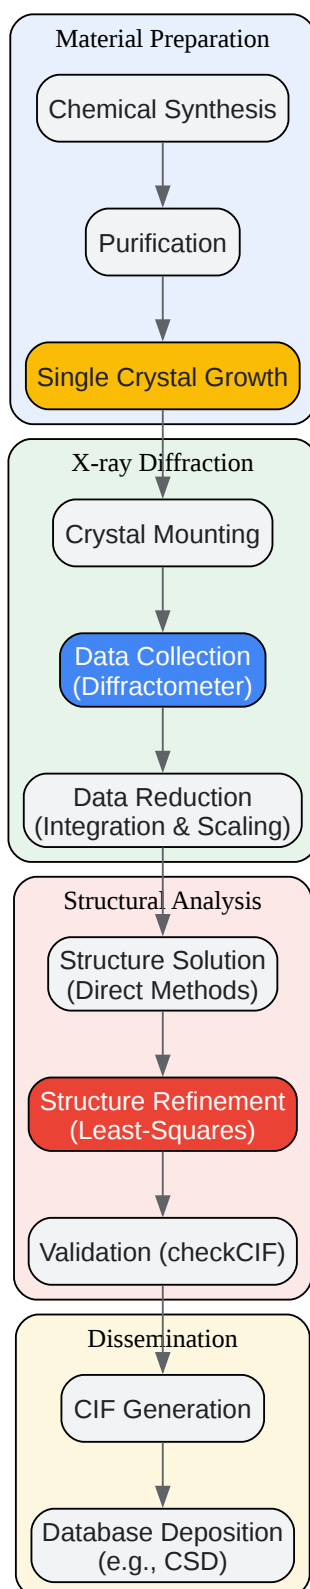 Material Preparation
Chemical Synthesis
Purification
Single Crystal Growth
X-ray Diffraction
Crystal Mounting
Data Collection
(Diffractometer)
Data Reduction
(Integration & Scaling)
Structural Analysis
Structure Solution
(Direct Methods)
Structure Refinement
(Least-Squares)
Validation (checkCIF)
Dissemination
CIF Generation
Database Deposition
(e.g., CSD)